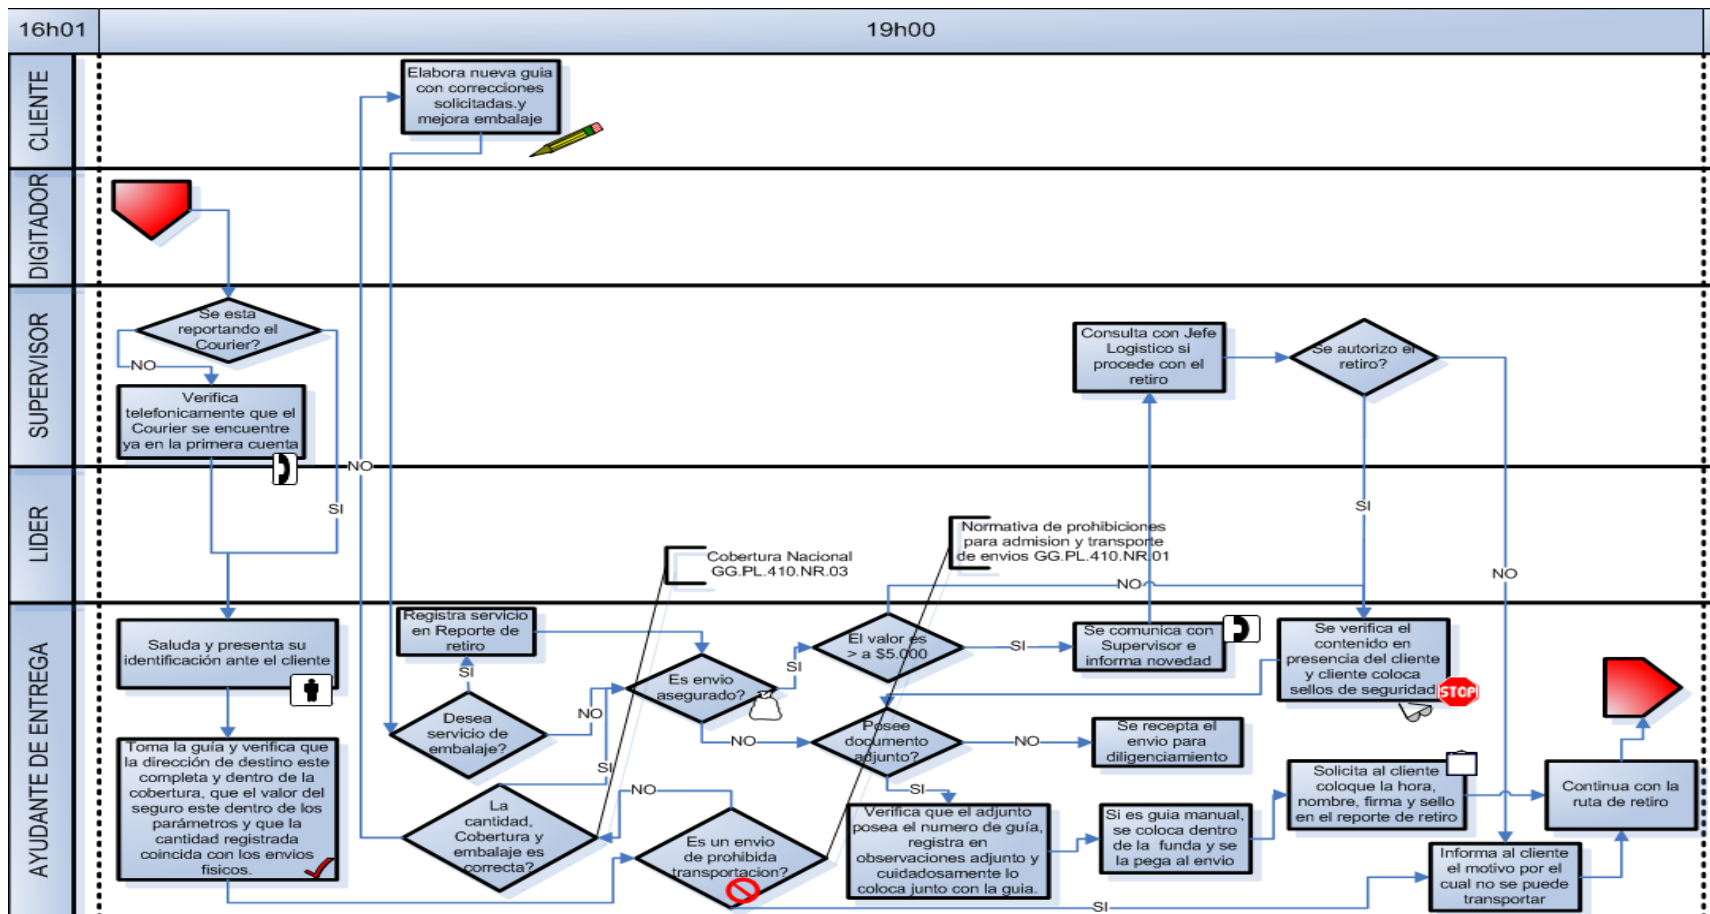 16h01
19h00
CLIENTE
Elabora nueva guia
con correcciones
solicitadas.y
mejora embalaje
DIGITADOR
SUPERVISOR
Se esta
reportando el
Courier?
NO
Verifica
telefonicamente que el
Courier se encuentre
ya en la primera cuenta
SI
NO
Consulta con Jefe
Logistico si
procede con el
retiro
Se autorizo el
retiro?
LIDER
SI
NO
Cobertura Nacional
GG.PL.410.NR.03
Normativa de prohibiciones
para admision y transporte
de envios GG.PL.410.NR.01
NO
AYUDANTE DE ENTREGA
Saluda y presenta su
identificación ante el cliente
Toma la guía y verifica que
la dirección de destino este
completa y dentro de la
cobertura, que el valor del
seguro este dentro de los
parámetros y que la
cantidad registrada
coincida con los envios
fisicos.
Registra servicio
en Reporte de
retiro
SI
Desea
servicio de
embalaje?
NO
SI
La
cantidad,
Cobertura y
embalaje es
correcta?
NO
Es un envio
de prohibida
transportacion?
SI
Es envio
asegurado?
SI
NO
El valor es
> a $5.000
SI
Se comunica con
Supervisor e
informa novedad
Se verifica el
contenido en
presencia del cliente
y cliente coloca
sellos de seguridad
STOP
Posee
documento
adjunto?
NO
Se recepta el
envio para
diligenciamiento
SI
Verifica que el adjunto
posea el numero de guía,
registra en
observaciones adjunto y
cuidadosamente lo
coloca junto con la guia.
Si es guia manual,
se coloca dentro
de la funda y se
la pega al envio
Solicita al cliente
coloque la hora,
nombre, firma y sello
en el reporte de retiro
Continua con la
ruta de retiro
Informa al cliente
el motivo por el
cual no se puede
transportar